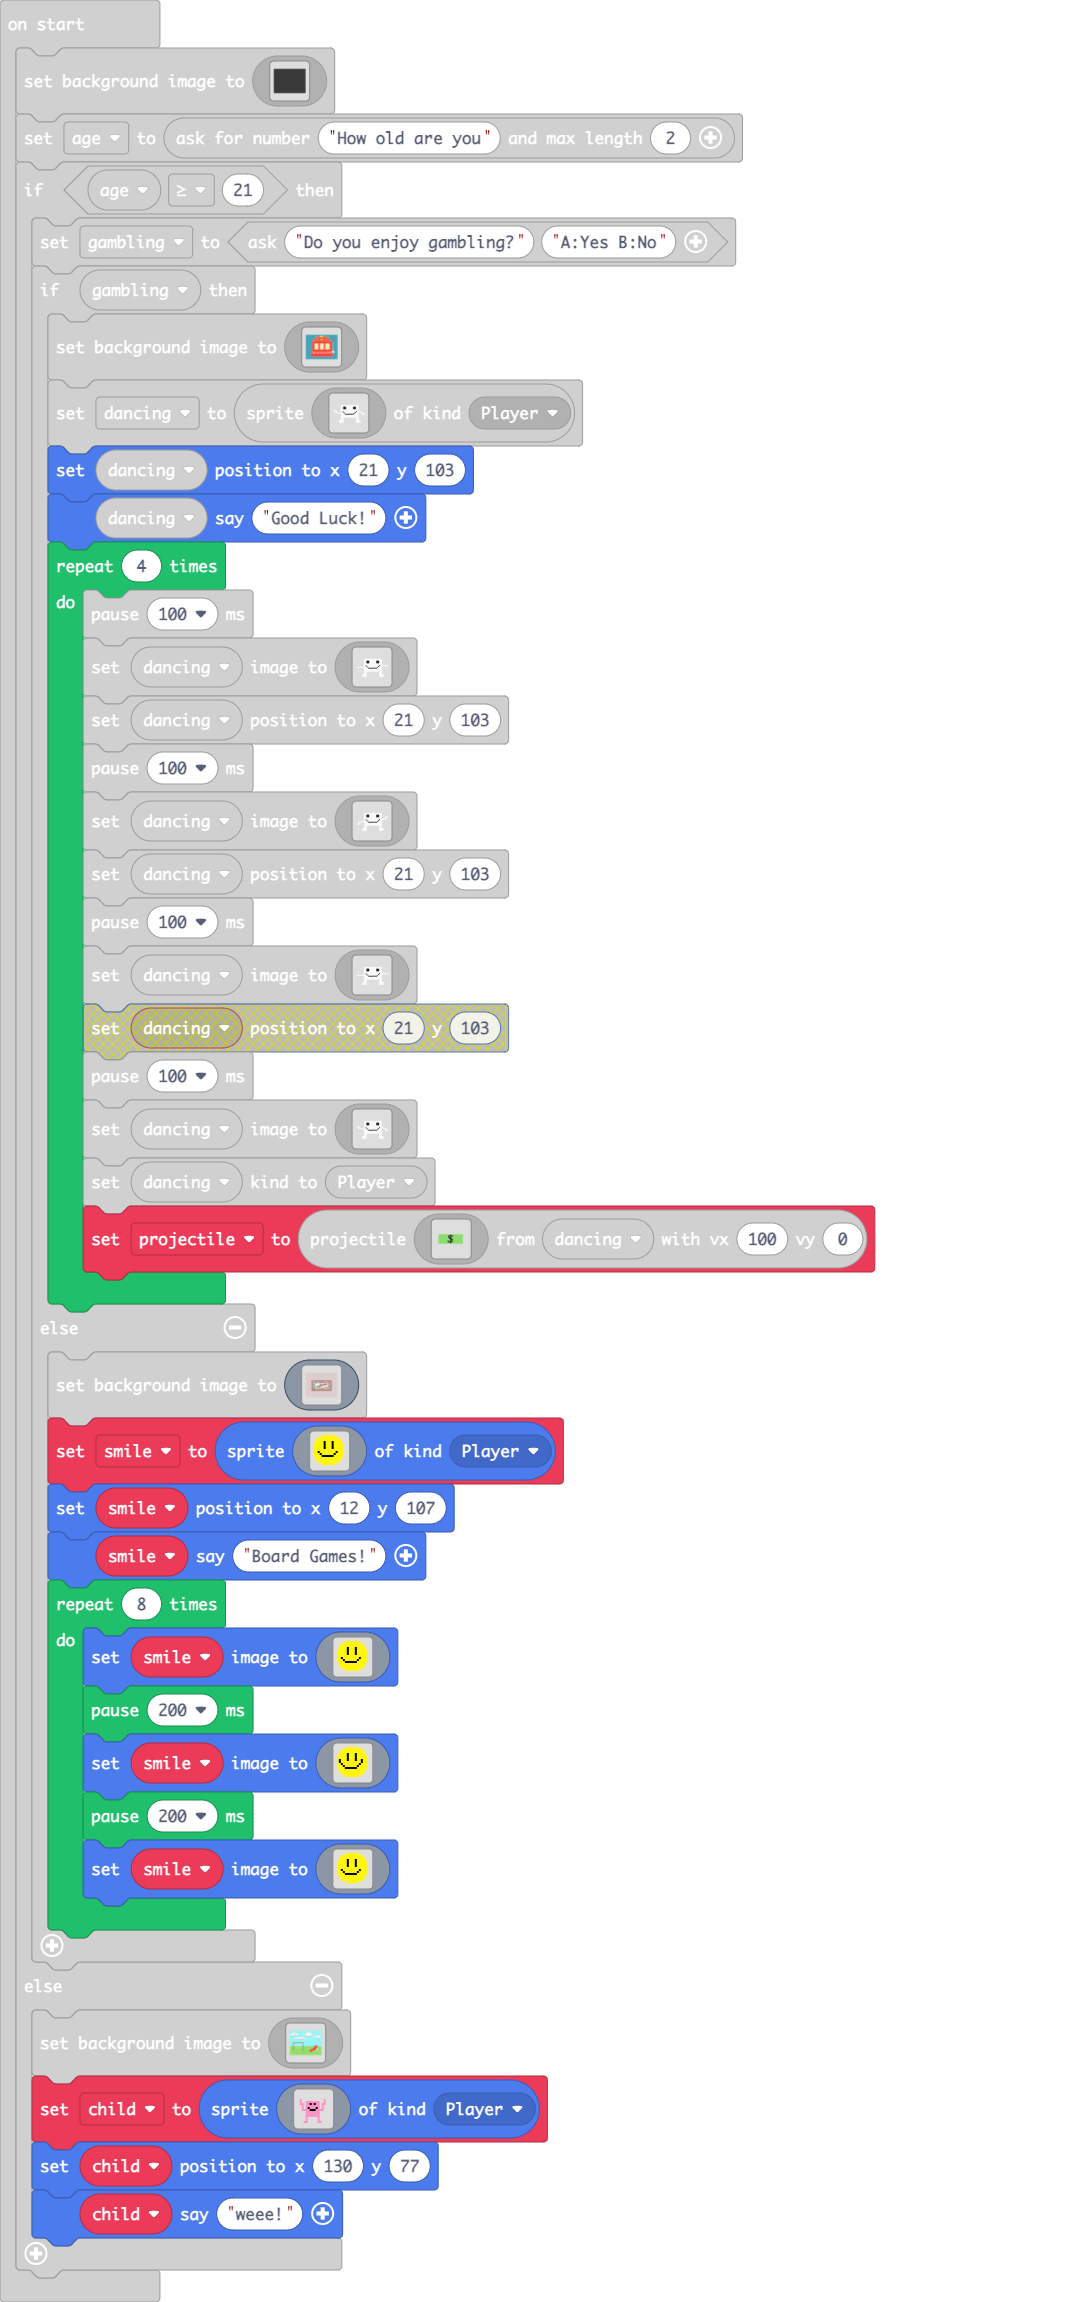 on start
set background image to
set age to ask for number "How old are you" and max length 2
if age ≥ 21 then
set gambling to ask "Do you enjoy gambling?" "A:Yes B:No"
if gambling then
set background image to
set dancing to sprite of kind Player
set dancing position to x 21 y 103
dancing say "Good Luck!"
repeat 4 times
do
pause 100 ms
set dancing image to
set dancing position to x 21 y 103
pause 100 ms
set dancing image to
set dancing position to x 21 y 103
pause 100 ms
set dancing image to
set dancing position to x 21 y 103
pause 100 ms
set dancing image to
set dancing kind to Player
set projectile to projectile $ from dancing with vx 100 vy 0
else
set background image to
set smile to sprite of kind Player
set smile position to x 12 y 107
smile say "Board Games!"
repeat 8 times
do
set smile image to
pause 200 ms
set smile image to
pause 200 ms
set smile image to
else
set background image to
set child to sprite of kind Player
set child position to x 130 y 77
child say "weee!"